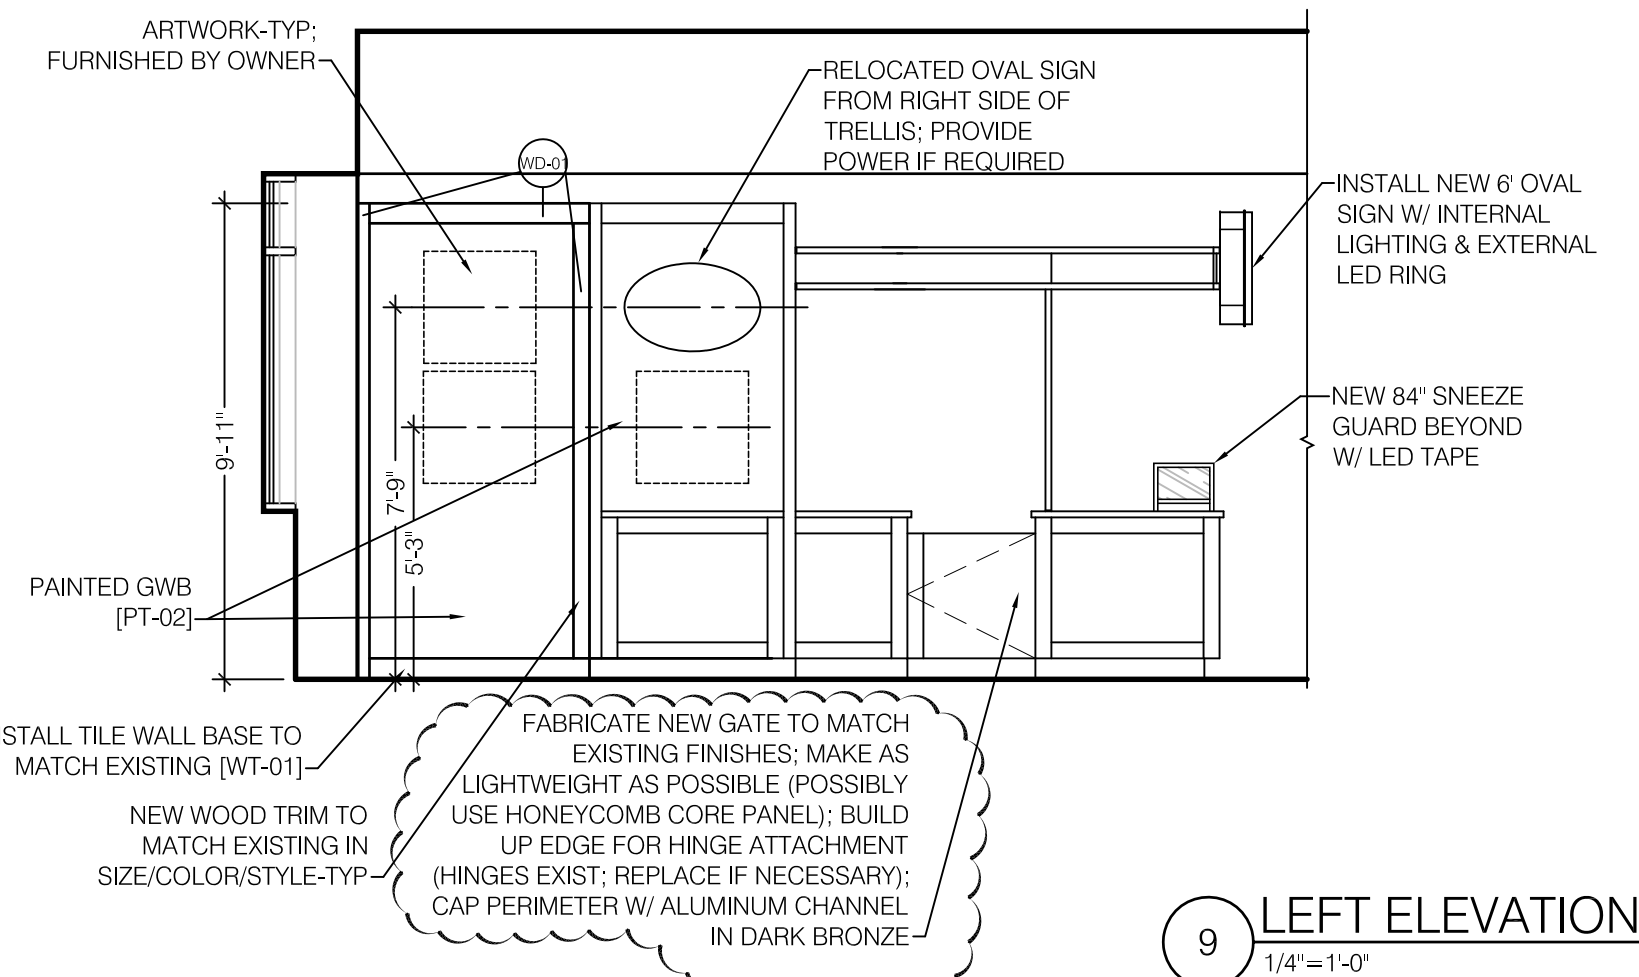 ARTWORK-TYP;
FURNISHED BY OWNER
RELOCATED OVAL SIGN
FROM RIGHT SIDE OF
TRELLIS; PROVIDE
POWER IF REQUIRED
WD-01
INSTALL NEW 6' OVAL
SIGN W/ INTERNAL
LIGHTING & EXTERNAL
LED RING
NEW 84" SNEEZE
GUARD BEYOND
W/ LED TAPE
9'-11"
7'-9"
5'-3"
PAINTED GWB
[PT-02]
STALL TILE WALL BASE TO
MATCH EXISTING [WT-01]
NEW WOOD TRIM TO
MATCH EXISTING IN
SIZE/COLOR/STYLE-TYP
FABRICATE NEW GATE TO MATCH
EXISTING FINISHES; MAKE AS
LIGHTWEIGHT AS POSSIBLE (POSSIBLY
USE HONEYCOMB CORE PANEL); BUILD
UP EDGE FOR HINGE ATTACHMENT
(HINGES EXIST; REPLACE IF NECESSARY);
CAP PERIMETER W/ ALUMINUM CHANNEL
IN DARK BRONZE
9
LEFT ELEVATION
1/4"=1'-0"